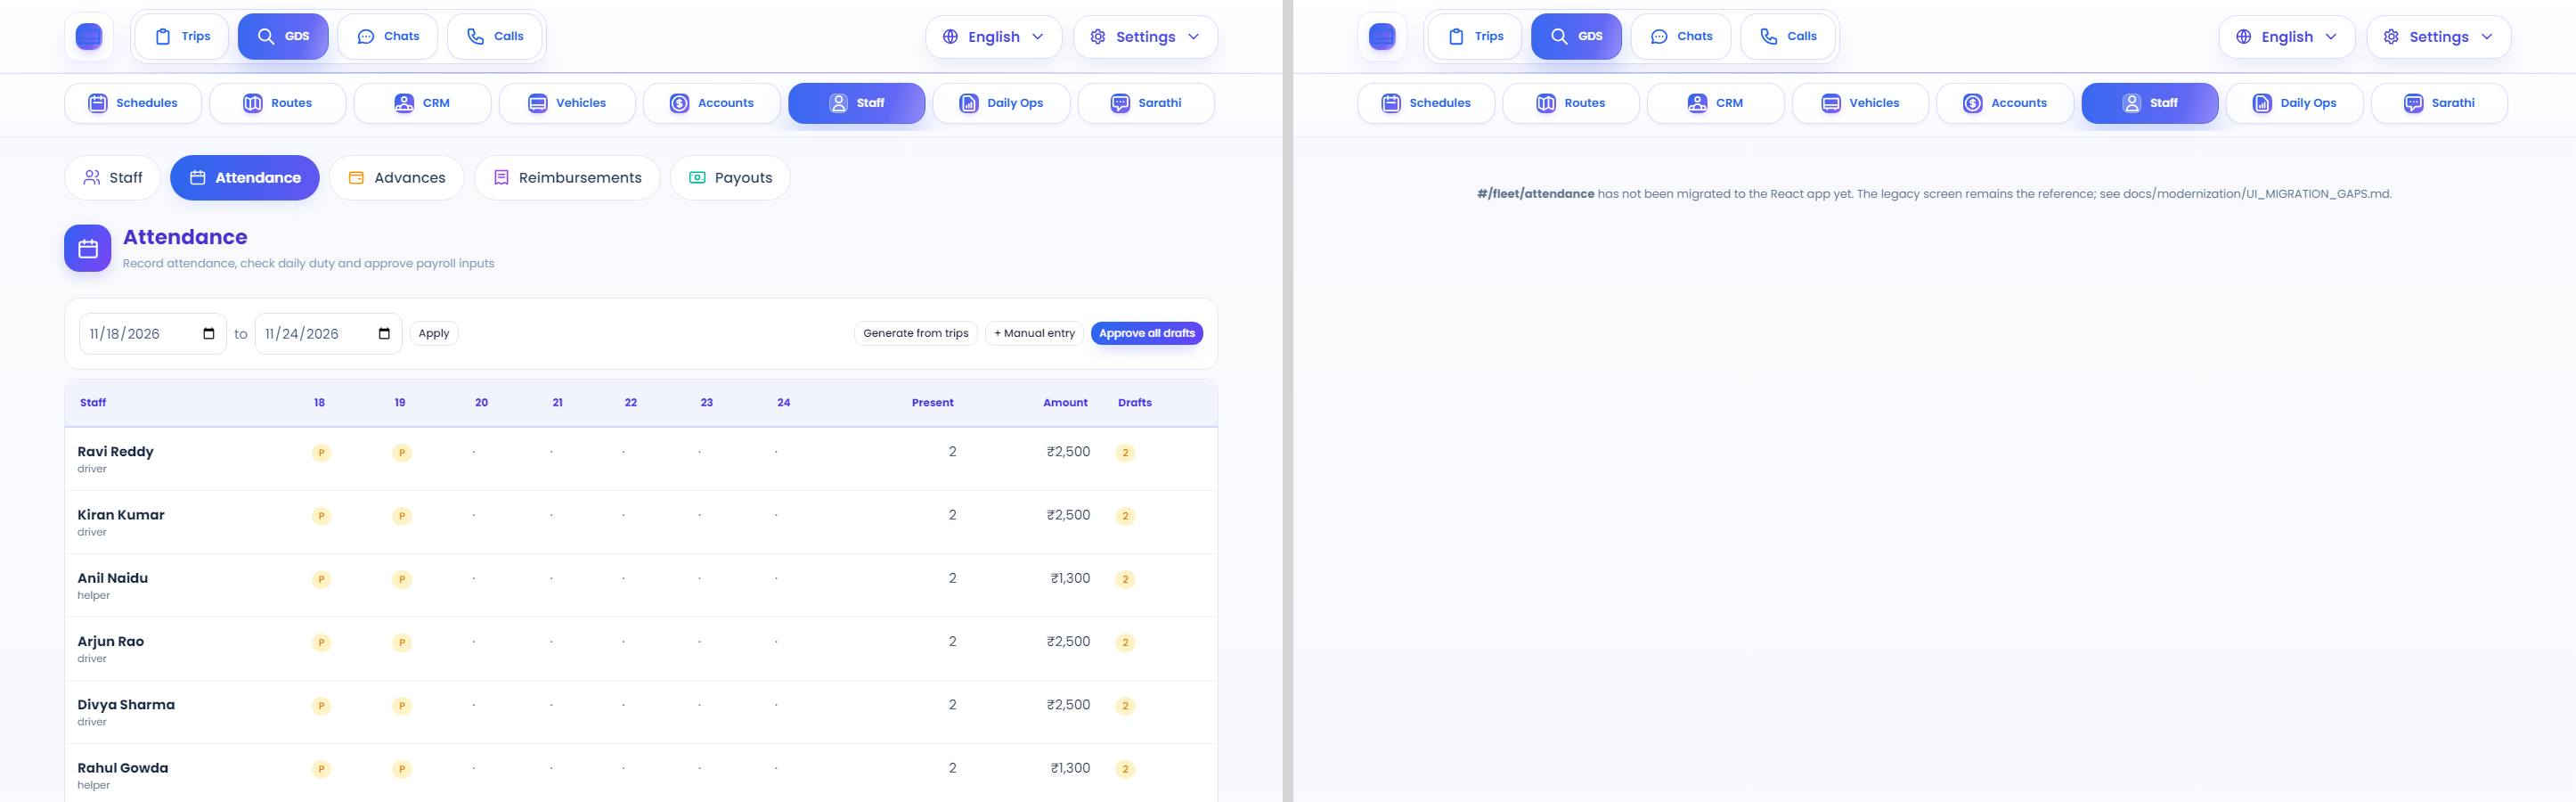 Trips GDS Chats Calls English Settings
Schedules Routes CRM Vehicles Accounts Staff Daily Ops Sarathi
Staff Attendance Advances Reimbursements Payouts
Attendance
Record attendance, check daily duty and approve payroll inputs
11/18/2026 to 11/24/2026 Apply Generate from trips + Manual entry Approve all drafts
Staff 18 19 20 21 22 23 24 Present Amount Drafts
Ravi Reddy P P · · · · · 2 ₹2,500 2
driver
Kiran Kumar P P · · · · · 2 ₹2,500 2
driver
Anil Naidu P P · · · · · 2 ₹1,300 2
helper
Arjun Rao P P · · · · · 2 ₹2,500 2
driver
Divya Sharma P P · · · · · 2 ₹2,500 2
driver
Rahul Gowda P P · · · · · 2 ₹1,300 2
helper
Trips GDS Chats Calls English Settings
Schedules Routes CRM Vehicles Accounts Staff Daily Ops Sarathi
#/fleet/attendance has not been migrated to the React app yet. The legacy screen remains the reference; see docs/modernization/UI_MIGRATION_GAPS.md.